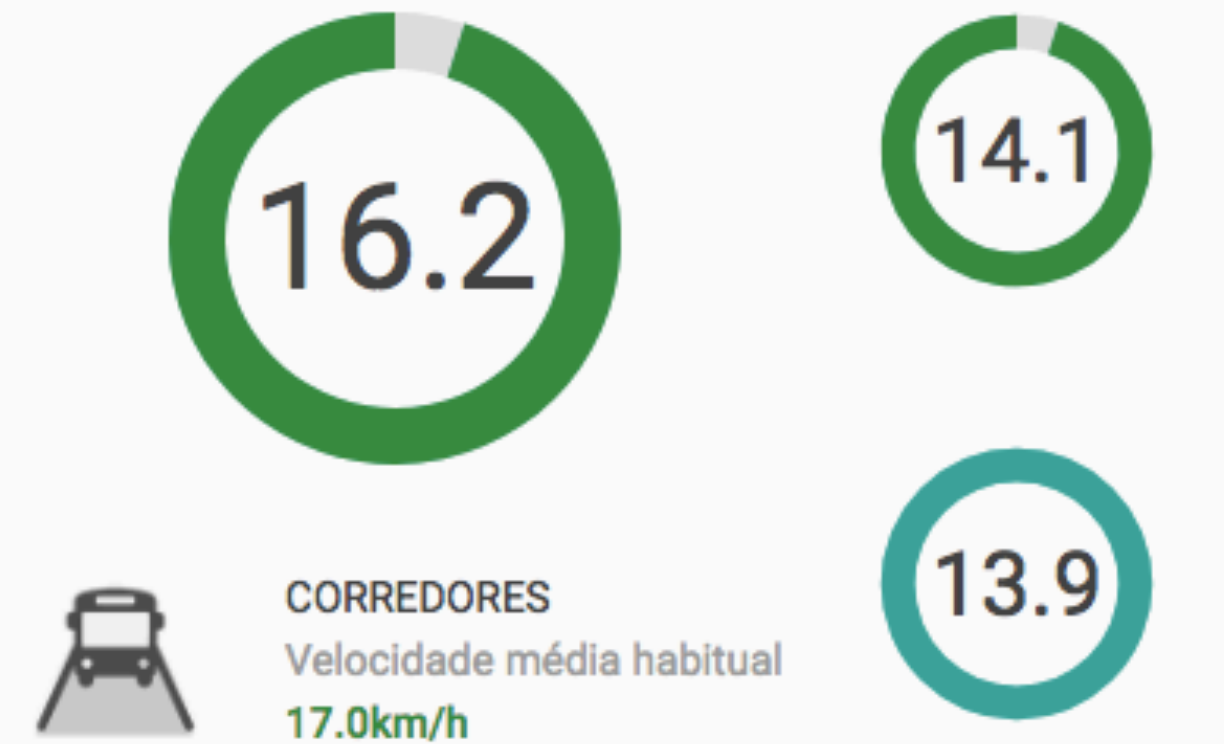 16.2
14.1
13.9
CORREDORES
Velocidade média habitual
17.0km/h